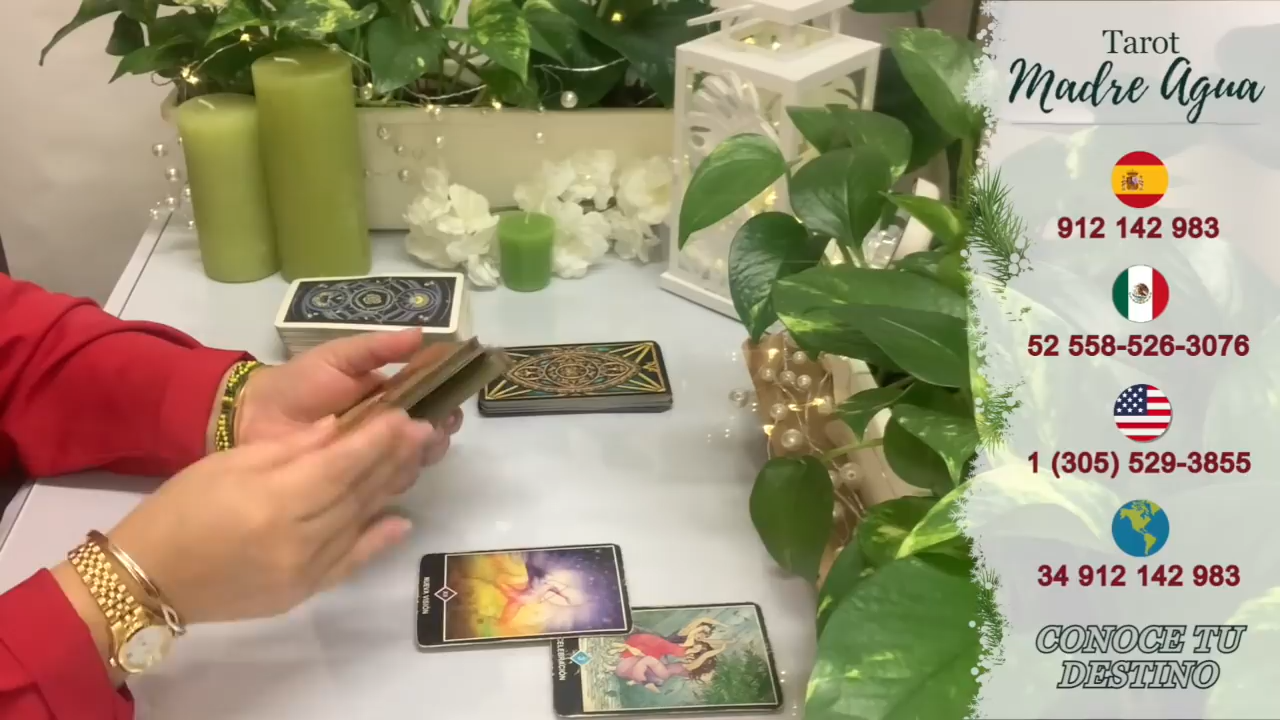 Tarot
Madre Agua
912 142 983
52 558-526-3076
1 (305) 529-3855
34 912 142 983
CONOCE TU
DESTINO
NUEVA VISIÓN
CELEBRACIÓN